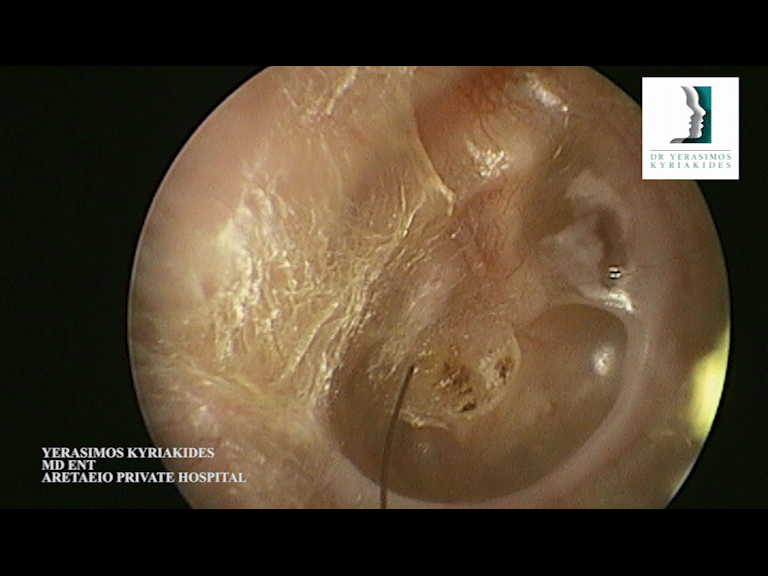 DR YERASIMOS
KYRIAKIDES
YERASIMOS KYRIAKIDES
MD ENT
ARETAEIO PRIVATE HOSPITAL